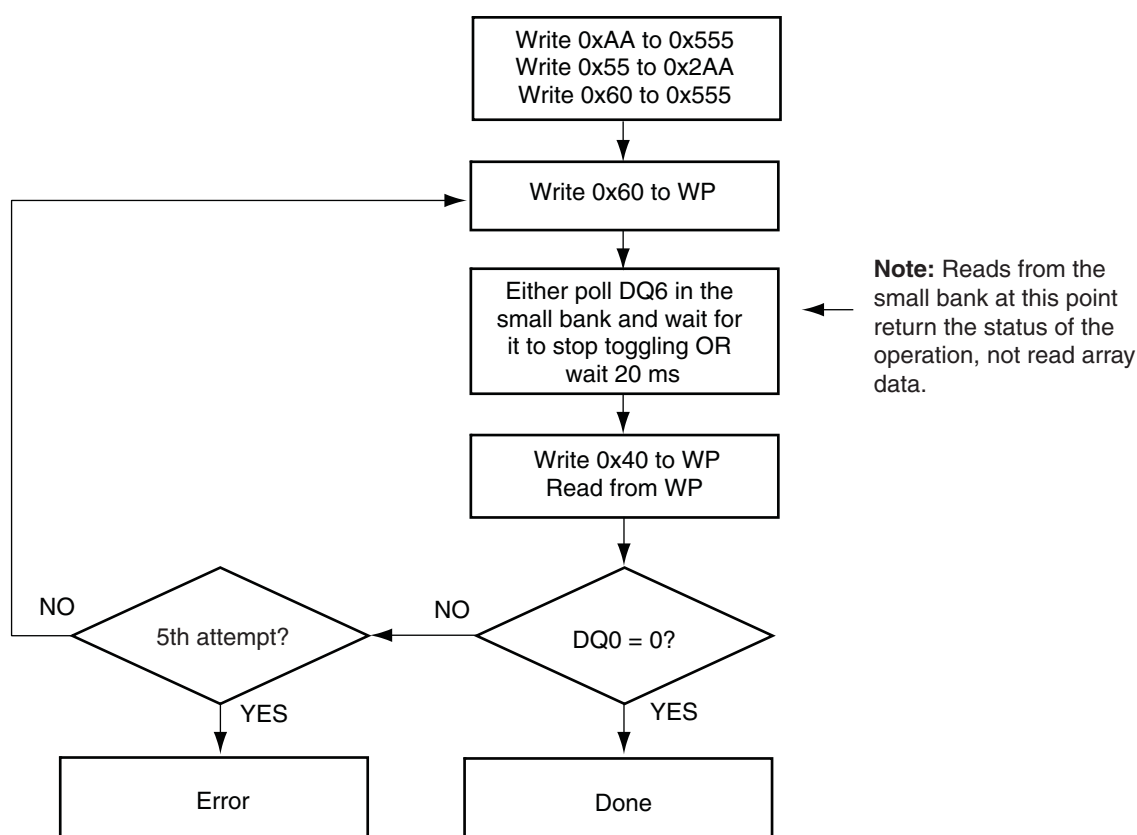 Write 0xAA to 0x555
Write 0x55 to 0x2AA
Write 0x60 to 0x555
Write 0x60 to WP
Either poll DQ6 in the
small bank and wait for
it to stop toggling OR
wait 20 ms
Note: Reads from the
small bank at this point
return the status of the
operation, not read array
data.
Write 0x40 to WP
Read from WP
NO
5th attempt?
NO
DQ0 = 0?
YES
YES
Error
Done